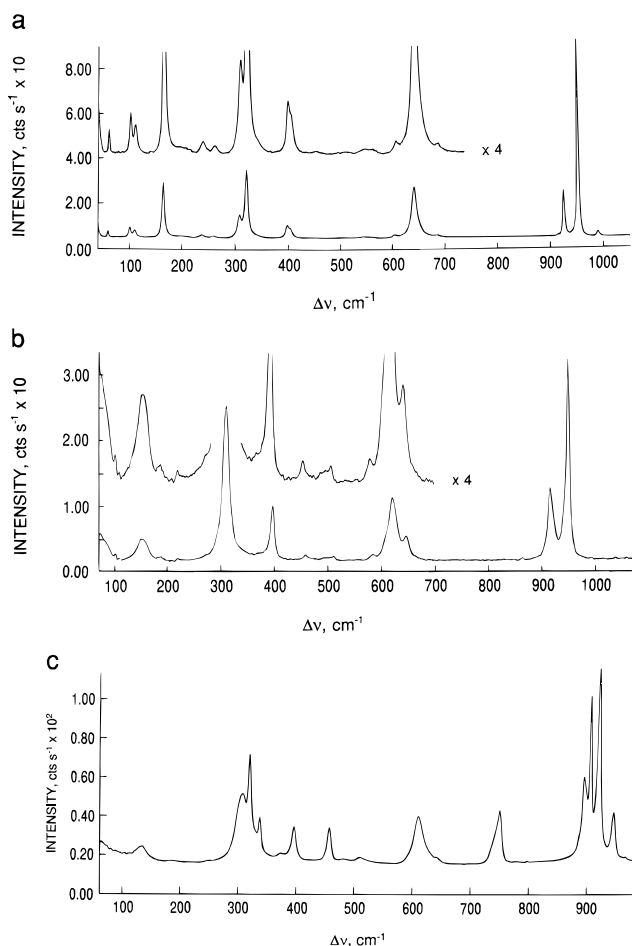 a
INTENSITY, cts s⁻¹ x 10
8.00
6.00
4.00
2.00
0.00
x 4
100 200 300 400 500 600 700 800 900 1000
Δν, cm⁻¹
b
INTENSITY, cts s⁻¹ x 10
3.00
2.00
1.00
0.00
x 4
100 200 300 400 500 600 700 800 900 1000
Δν, cm⁻¹
c
INTENSITY, cts s⁻¹ x 10²
1.00
0.80
0.60
0.40
0.20
0.00
100 200 300 400 500 600 700 800 900
Δν, cm⁻¹